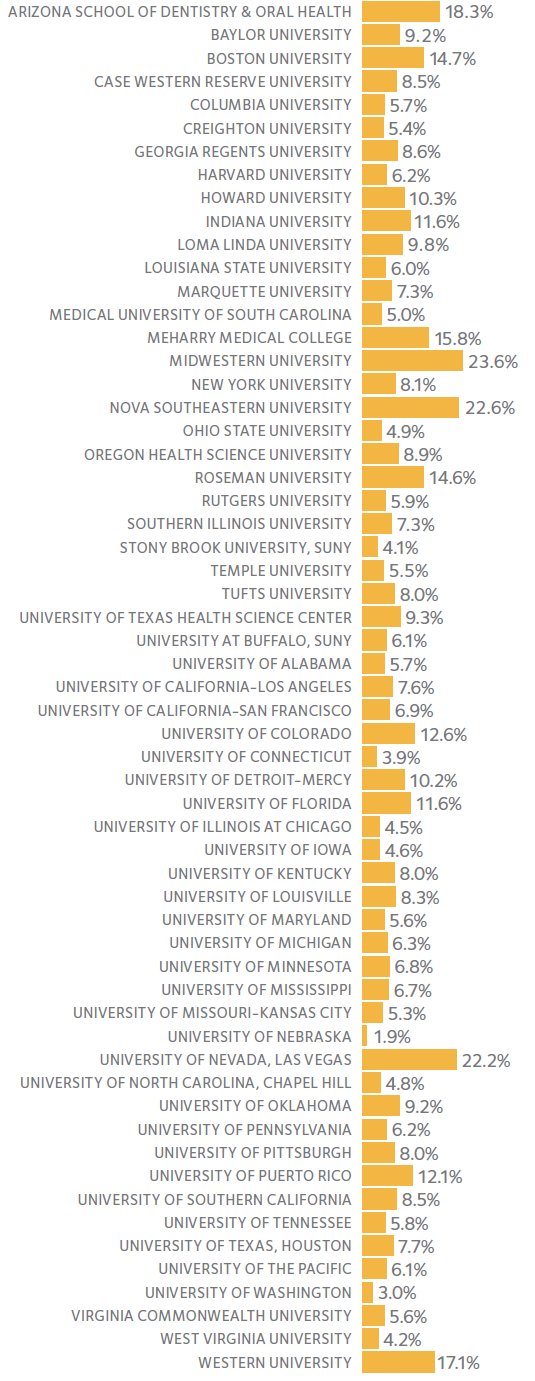 ARIZONA SCHOOL OF DENTISTRY & ORAL HEALTH 18.3%
BAYLOR UNIVERSITY 9.2%
BOSTON UNIVERSITY 14.7%
CASE WESTERN RESERVE UNIVERSITY 8.5%
COLUMBIA UNIVERSITY 5.7%
CREIGHTON UNIVERSITY 5.4%
GEORGIA REGENTS UNIVERSITY 8.6%
HARVARD UNIVERSITY 6.2%
HOWARD UNIVERSITY 10.3%
INDIANA UNIVERSITY 11.6%
LOMA LINDA UNIVERSITY 9.8%
LOUISIANA STATE UNIVERSITY 6.0%
MARQUETTE UNIVERSITY 7.3%
MEDICAL UNIVERSITY OF SOUTH CAROLINA 5.0%
MEHARRY MEDICAL COLLEGE 15.8%
MIDWESTERN UNIVERSITY 23.6%
NEW YORK UNIVERSITY 8.1%
NOVA SOUTHEASTERN UNIVERSITY 22.6%
OHIO STATE UNIVERSITY 4.9%
OREGON HEALTH SCIENCE UNIVERSITY 8.9%
ROSEMAN UNIVERSITY 14.6%
RUTGERS UNIVERSITY 5.9%
SOUTHERN ILLINOIS UNIVERSITY 7.3%
STONY BROOK UNIVERSITY, SUNY 4.1%
TEMPLE UNIVERSITY 5.5%
TUFTS UNIVERSITY 8.0%
UNIVERSITY OF TEXAS HEALTH SCIENCE CENTER 9.3%
UNIVERSITY AT BUFFALO, SUNY 6.1%
UNIVERSITY OF ALABAMA 5.7%
UNIVERSITY OF CALIFORNIA–LOS ANGELES 7.6%
UNIVERSITY OF CALIFORNIA–SAN FRANCISCO 6.9%
UNIVERSITY OF COLORADO 12.6%
UNIVERSITY OF CONNECTICUT 3.9%
UNIVERSITY OF DETROIT–MERCY 10.2%
UNIVERSITY OF FLORIDA 11.6%
UNIVERSITY OF ILLINOIS AT CHICAGO 4.5%
UNIVERSITY OF IOWA 4.6%
UNIVERSITY OF KENTUCKY 8.0%
UNIVERSITY OF LOUISVILLE 8.3%
UNIVERSITY OF MARYLAND 5.6%
UNIVERSITY OF MICHIGAN 6.3%
UNIVERSITY OF MINNESOTA 6.8%
UNIVERSITY OF MISSISSIPPI 6.7%
UNIVERSITY OF MISSOURI–KANSAS CITY 5.3%
UNIVERSITY OF NEBRASKA 1.9%
UNIVERSITY OF NEVADA, LAS VEGAS 22.2%
UNIVERSITY OF NORTH CAROLINA, CHAPEL HILL 4.8%
UNIVERSITY OF OKLAHOMA 9.2%
UNIVERSITY OF PENNSYLVANIA 6.2%
UNIVERSITY OF PITTSBURGH 8.0%
UNIVERSITY OF PUERTO RICO 12.1%
UNIVERSITY OF SOUTHERN CALIFORNIA 8.5%
UNIVERSITY OF TENNESSEE 5.8%
UNIVERSITY OF TEXAS, HOUSTON 7.7%
UNIVERSITY OF THE PACIFIC 6.1%
UNIVERSITY OF WASHINGTON 3.0%
VIRGINIA COMMONWEALTH UNIVERSITY 5.6%
WEST VIRGINIA UNIVERSITY 4.2%
WESTERN UNIVERSITY 17.1%